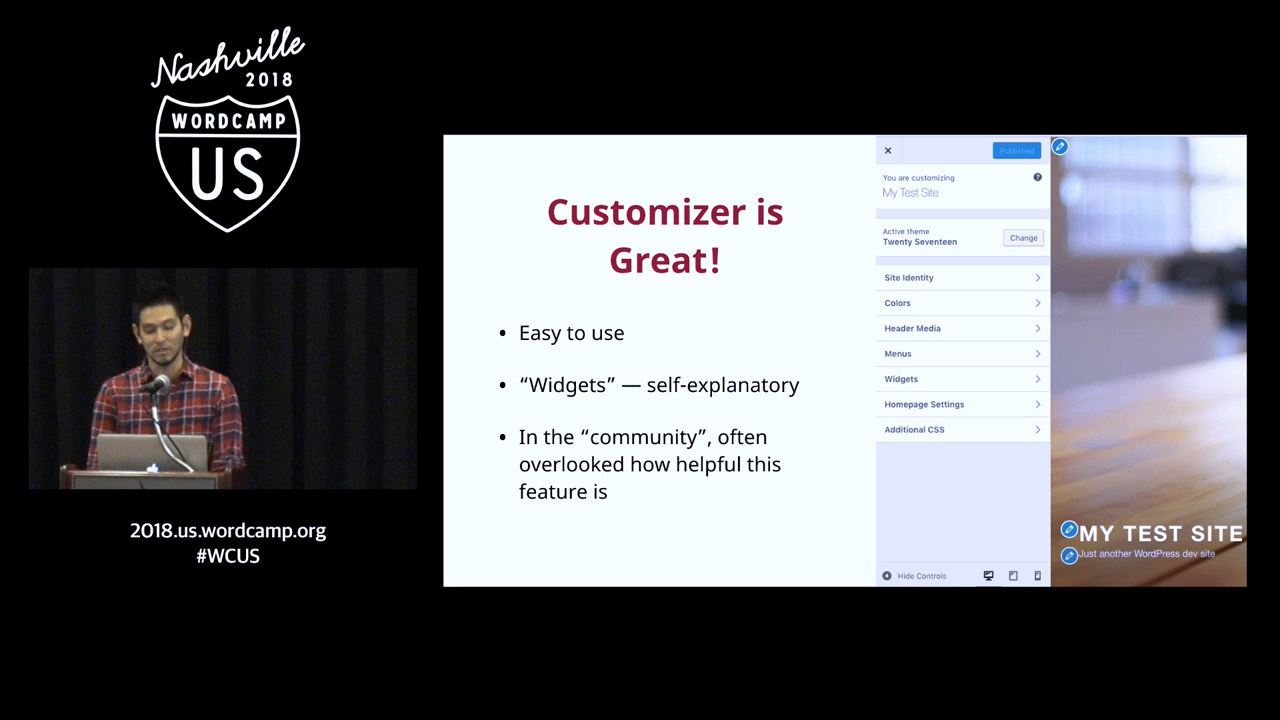 Nashville
2018
WORDCAMP
US
2018.us.wordcamp.org
#WCUS
Customizer is
Great!
• Easy to use
• “Widgets” — self-explanatory
• In the “community”, often
overlooked how helpful this
feature is
Published
You are customizing
My Test Site
Active theme
Twenty Seventeen
Change
Site Identity
Colors
Header Media
Menus
Widgets
Homepage Settings
Additional CSS
Hide Controls
MY TEST SITE
Just another WordPress dev site